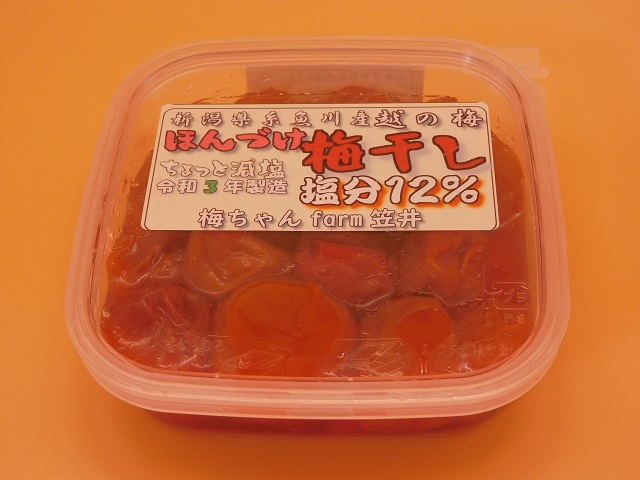 新潟県糸魚川産越の梅
ほんづけ梅干し
ちょっと減塩
令和3年製造
塩分12%
梅ちゃんfarm笠井
プラ